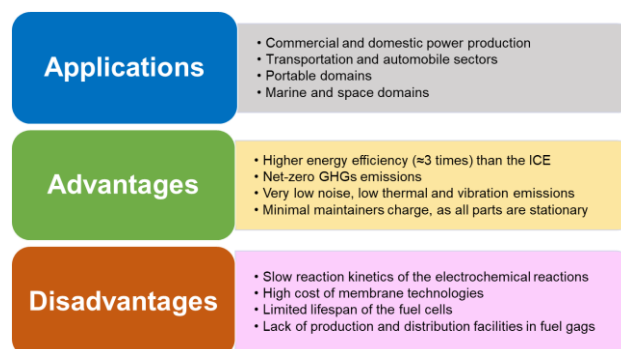 Applications
• Commercial and domestic power production
• Transportation and automobile sectors
• Portable domains
• Marine and space domains
Advantages
• Higher energy efficiency (≈3 times) than the ICE
• Net-zero GHGs emissions
• Very low noise, low thermal and vibration emissions
• Minimal maintainers charge, as all parts are stationary
Disadvantages
• Slow reaction kinetics of the electrochemical reactions
• High cost of membrane technologies
• Limited lifespan of the fuel cells
• Lack of production and distribution facilities in fuel gags